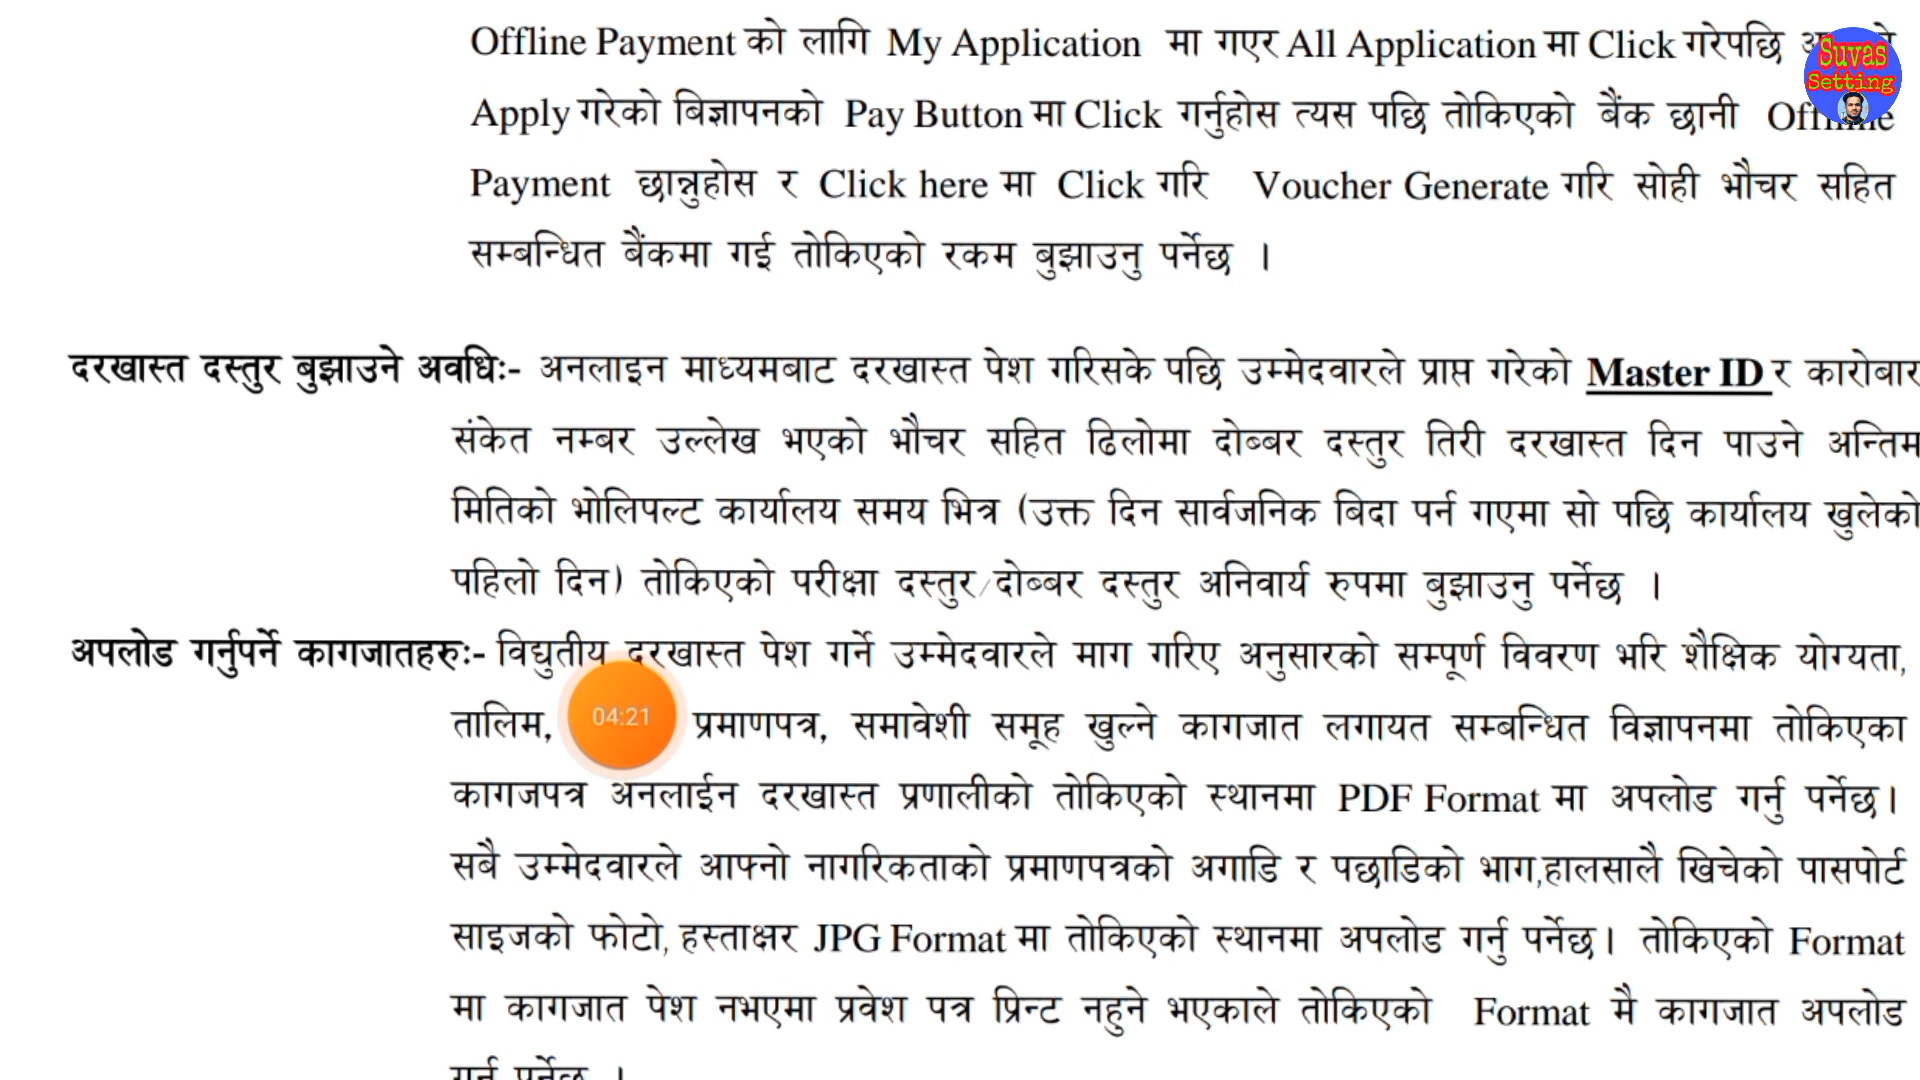 Offline Payment को लागि My Application मा गएर All Application मा Click गरेपछि
Apply गरेको बिज्ञापनको Pay Button मा Click गर्नुहोस त्यस पछि तोकिएको बैंक छानी Offline
Payment छान्नुहोस र Click here मा Click गरि Voucher Generate गरि सोही भौचर सहित
सम्बन्धित बैंकमा गई तोकिएको रकम बुझाउनु पर्नेछ ।
Suvas
Setting
दरखास्त दस्तुर बुझाउने अवधिः- अनलाइन माध्यमबाट दरखास्त पेश गरिसके पछि उम्मेदवारले प्राप्त गरेको Master ID र कारोबार
संकेत नम्बर उल्लेख भएको भौचर सहित ढिलोमा दोब्बर दस्तुर तिरी दरखास्त दिन पाउने अन्तिम
मितिको भोलिपल्ट कार्यालय समय भित्र (उक्त दिन सार्वजनिक बिदा पर्न गएमा सो पछि कार्यालय खुलेको
पहिलो दिन) तोकिएको परीक्षा दस्तुर/दोब्बर दस्तुर अनिवार्य रुपमा बुझाउनु पर्नेछ ।
अपलोड गर्नुपर्ने कागजातहरुः- विद्युतीय दरखास्त पेश गर्ने उम्मेदवारले माग गरिए अनुसारको सम्पूर्ण विवरण भरि शैक्षिक योग्यता,
तालिम, 04:21 प्रमाणपत्र, समावेशी समूह खुल्ने कागजात लगायत सम्बन्धित विज्ञापनमा तोकिएका
कागजपत्र अनलाईन दरखास्त प्रणालीको तोकिएको स्थानमा PDF Format मा अपलोड गर्नु पर्नेछ।
सबै उम्मेदवारले आफ्नो नागरिकताको प्रमाणपत्रको अगाडि र पछाडिको भाग,हालसालै खिचेको पासपोर्ट
साइजको फोटो, हस्ताक्षर JPG Format मा तोकिएको स्थानमा अपलोड गर्नु पर्नेछ। तोकिएको Format
मा कागजात पेश नभएमा प्रवेश पत्र प्रिन्ट नहुने भएकाले तोकिएको Format मै कागजात अपलोड
गर्नु पर्नेछ ।